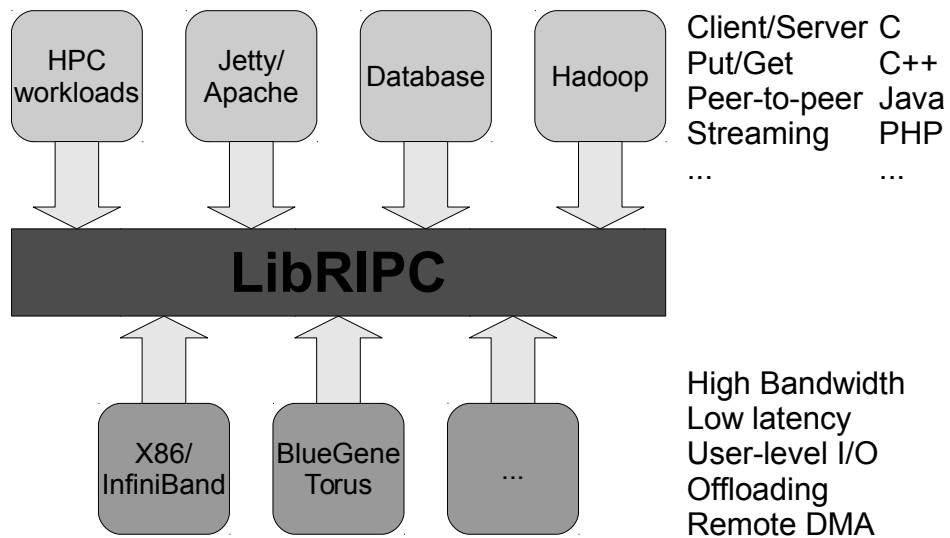 HPC
workloads
Jetty/
Apache
Database
Hadoop
Client/Server C
Put/Get C++
Peer-to-peer Java
Streaming PHP
... ...
LibRIPC
X86/
InfiniBand
BlueGene
Torus
...
High Bandwidth
Low latency
User-level I/O
Offloading
Remote DMA